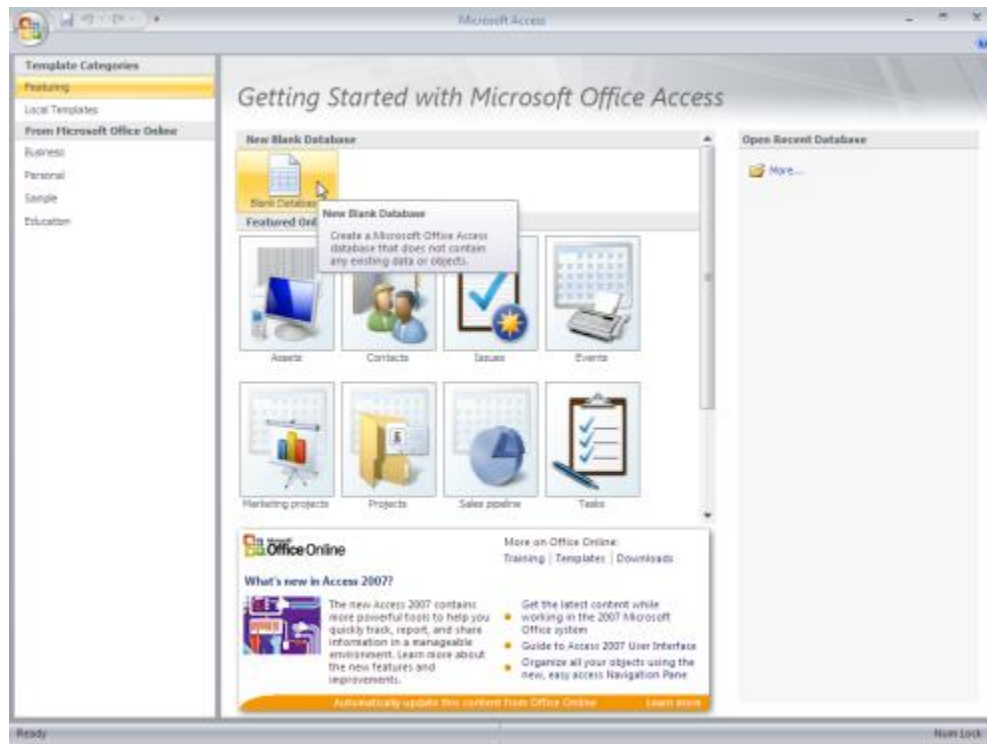 Microsoft Access
Template Categories
Featuring
Local Templates
From Microsoft Office Online
Business
Personal
Sample
Education
Getting Started with Microsoft Office Access
New Blank Database
Blank Database
New Blank Database
Create a Microsoft Office Access
database that does not contain
any existing data or objects.
Featured Onl
Assets
Contacts
Issues
Events
Marketing projects
Projects
Sales pipeline
Tasks
Open Recent Database
More...
Microsoft
Office Online
More on Office Online:
Training | Templates | Downloads
What's new in Access 2007?
The new Access 2007 contains
more powerful tools to help you
quickly track, report, and share
information in a manageable
environment. Learn more about
the new features and
improvements.
Get the latest content while
working in the 2007 Microsoft
Office system
Guide to Access 2007 User Interface
Organize all your objects using the
new, easy access Navigation Pane
Automatically update this content from Office Online Learn more
Ready
Num Lock